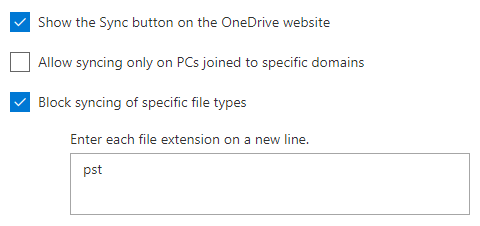 Show the Sync button on the OneDrive website
Allow syncing only on PCs joined to specific domains
Block syncing of specific file types
Enter each file extension on a new line.
pst